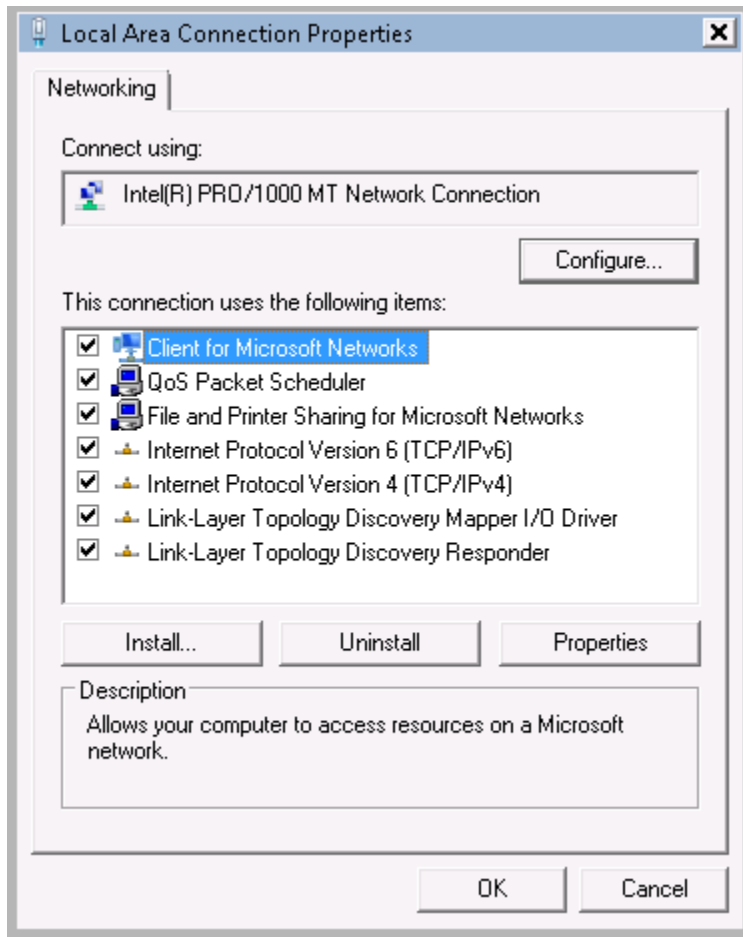 Local Area Connection Properties
Networking
Connect using:
Intel(R) PRO/1000 MT Network Connection
Configure...
This connection uses the following items:
Client for Microsoft Networks
QoS Packet Scheduler
File and Printer Sharing for Microsoft Networks
Internet Protocol Version 6 (TCP/IPv6)
Internet Protocol Version 4 (TCP/IPv4)
Link-Layer Topology Discovery Mapper I/O Driver
Link-Layer Topology Discovery Responder
Install... Uninstall Properties
Description
Allows your computer to access resources on a Microsoft
network.
OK Cancel